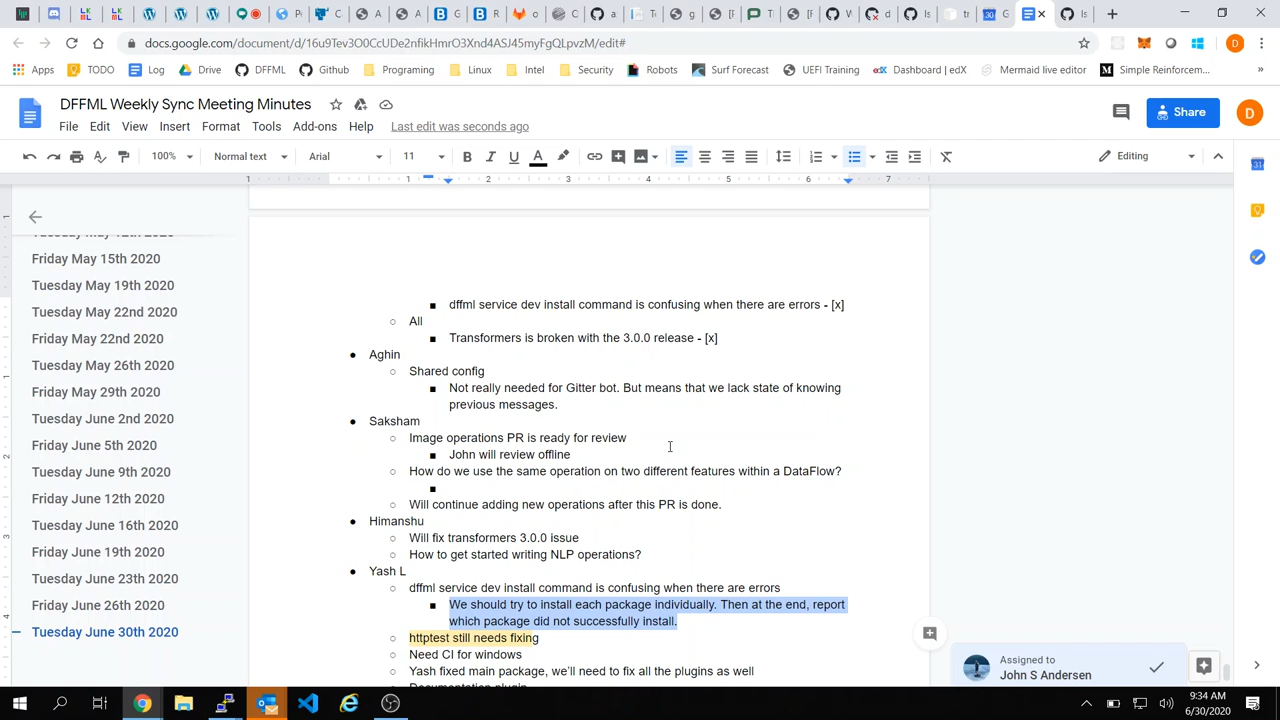 docs.google.com/document/d/16u9Tev3O0CcUDe2nfikHmrO3Xnd4ASJ45myFgQLpvzM/edit#
Apps TODO Log Drive DFFML Github Programing Linux Intel Security Robots Surf Forecast UEFI Training Dashboard | edX Mermaid live editor Simple Reinforcem...
DFFML Weekly Sync Meeting Minutes
Share
File Edit View Insert Format Tools Add-ons Help Last edit was seconds ago
100% Normal text Arial 11 Editing
1 1 2 3 4 5 6 7
Friday May 15th 2020
Tuesday May 19th 2020
Friday May 22nd 2020
Friday May 22nd 2020
Tuesday May 26th 2020
Friday May 29th 2020
Tuesday June 2nd 2020
Friday June 5th 2020
Tuesday June 9th 2020
Friday June 12th 2020
Tuesday June 16th 2020
Friday June 19th 2020
Tuesday June 23th 2020
Friday June 26th 2020
Tuesday June 30th 2020
dffml service dev install command is confusing when there are errors - [x]
All
Transformers is broken with the 3.0.0 release - [x]
Aghin
Shared config
Not really needed for Gitter bot. But means that we lack state of knowing
previous messages.
Saksham
Image operations PR is ready for review
John will review offline
How do we use the same operation on two different features within a DataFlow?
Will continue adding new operations after this PR is done.
Himanshu
Will fix transformers 3.0.0 issue
How to get started writing NLP operations?
Yash L
dffml service dev install command is confusing when there are errors
We should try to install each package individually. Then at the end, report
which package did not successfully install.
httptest still needs fixing
Need CI for windows
Yash fixed main package, we'll need to fix all the plugins as well
Documentation plugin
Assigned to
John S Andersen
9:34 AM
6/30/2020